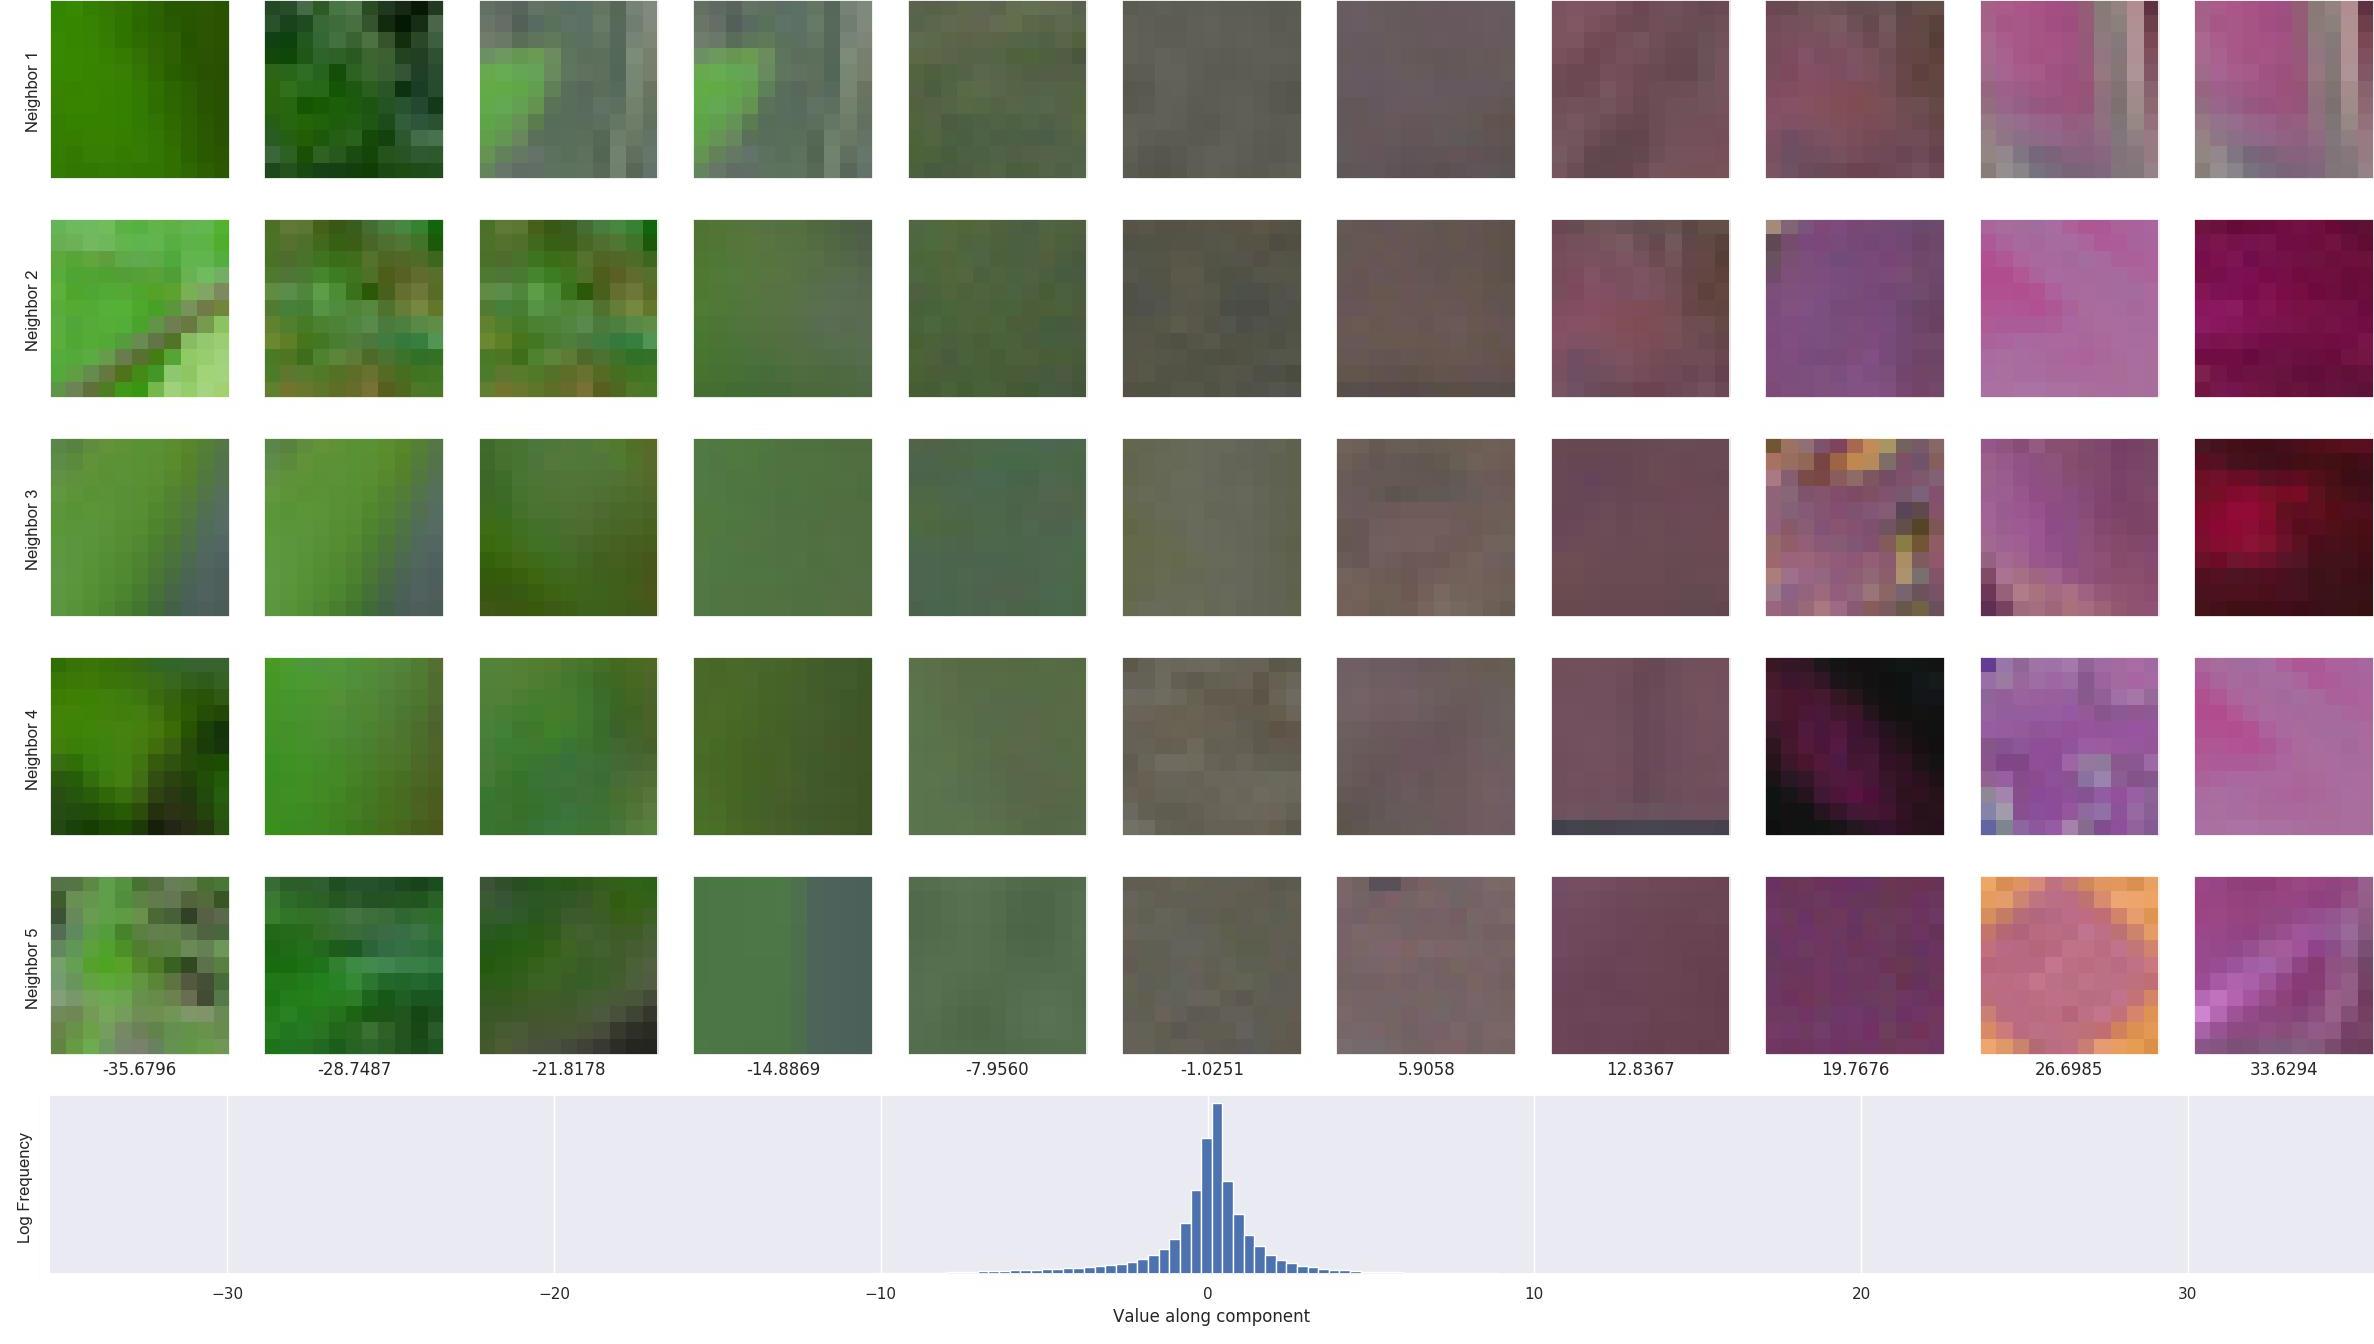 Neighbor 1
Neighbor 2
Neighbor 3
Neighbor 4
Neighbor 5
-35.6796 -28.7487 -21.8178 -14.8869 -7.9560 -1.0251 5.9058 12.8367 19.7676 26.6985 33.6294
Log Frequency
−30 −20 −10 0 10 20 30
Value along component